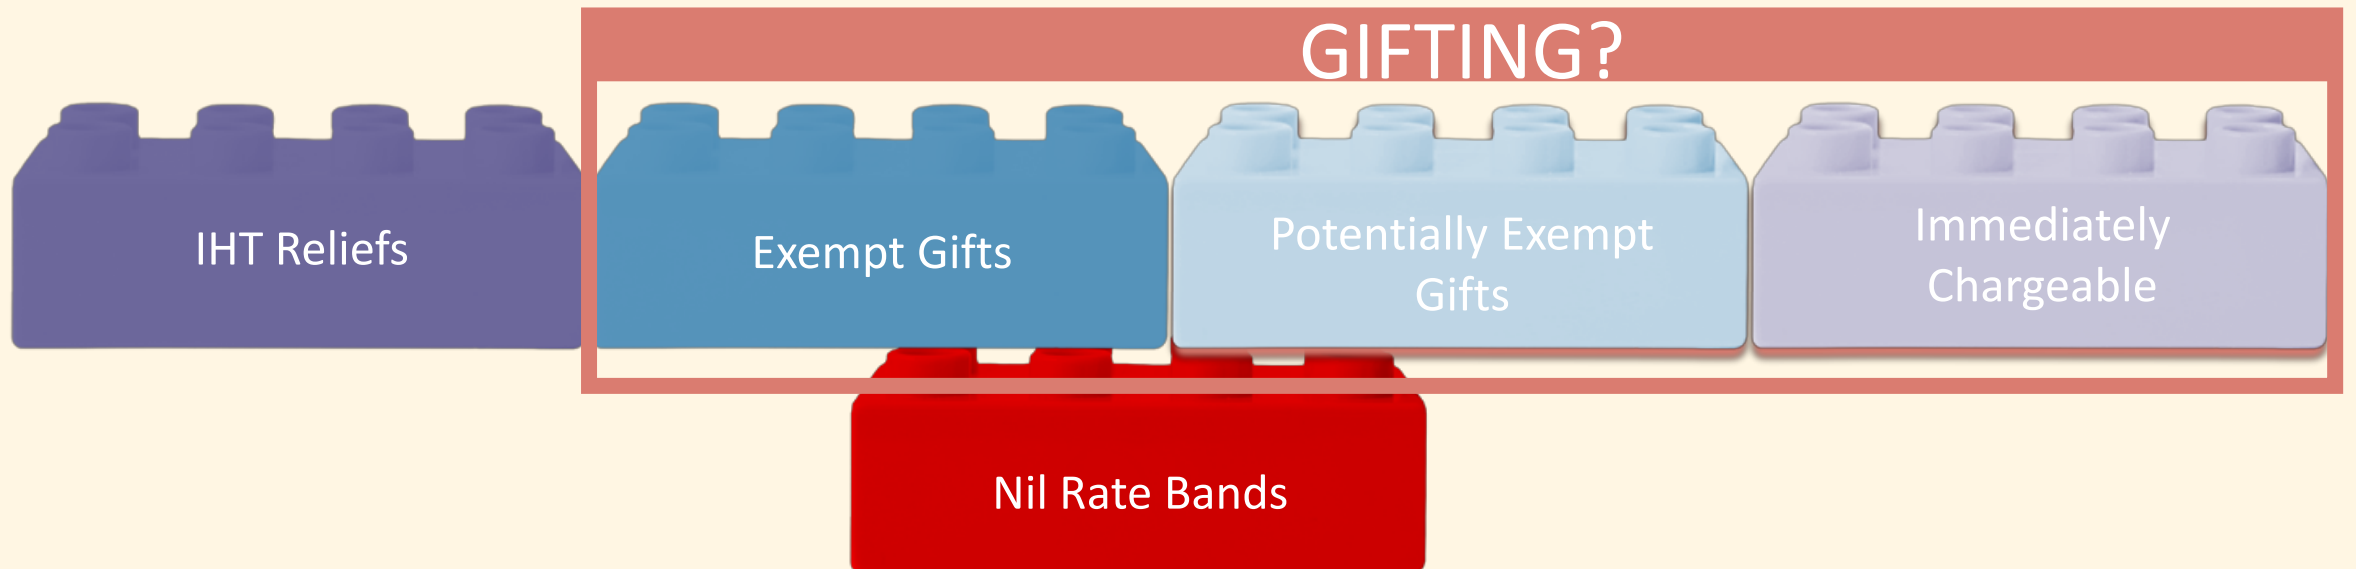 GIFTING?
IHT Reliefs
Exempt Gifts
Potentially Exempt
Gifts
Immediately
Chargeable
Nil Rate Bands